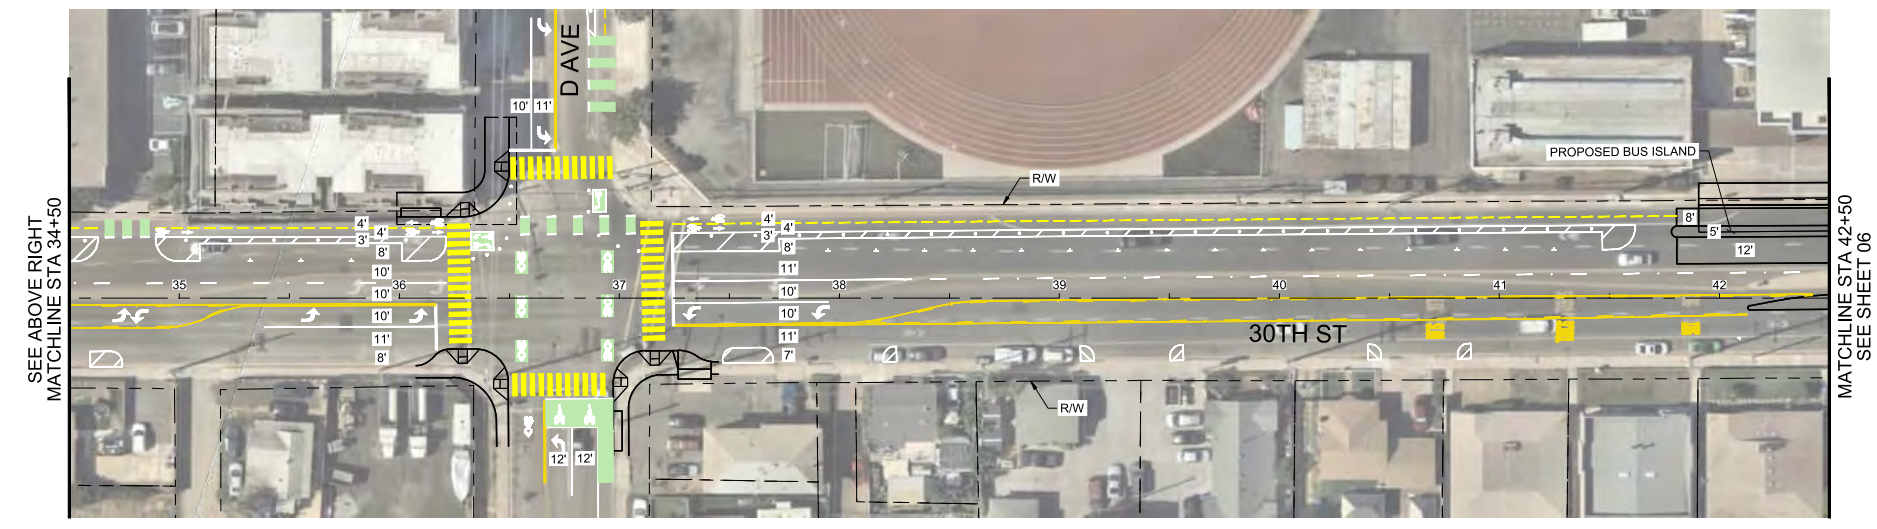 SEE ABOVE RIGHT
MATCHLINE STA 34+50
D AVE
10' 11'
PROPOSED BUS ISLAND
R/W
4'
4'
3'
8'
10'
10'
10'
11'
8'
4'
4'
3'
8'
11'
10'
10'
11'
7'
8'
5'
12'
35 36 37 38 39 40 41 42
30TH ST
R/W
12' 12'
MATCHLINE STA 42+50
SEE SHEET 06